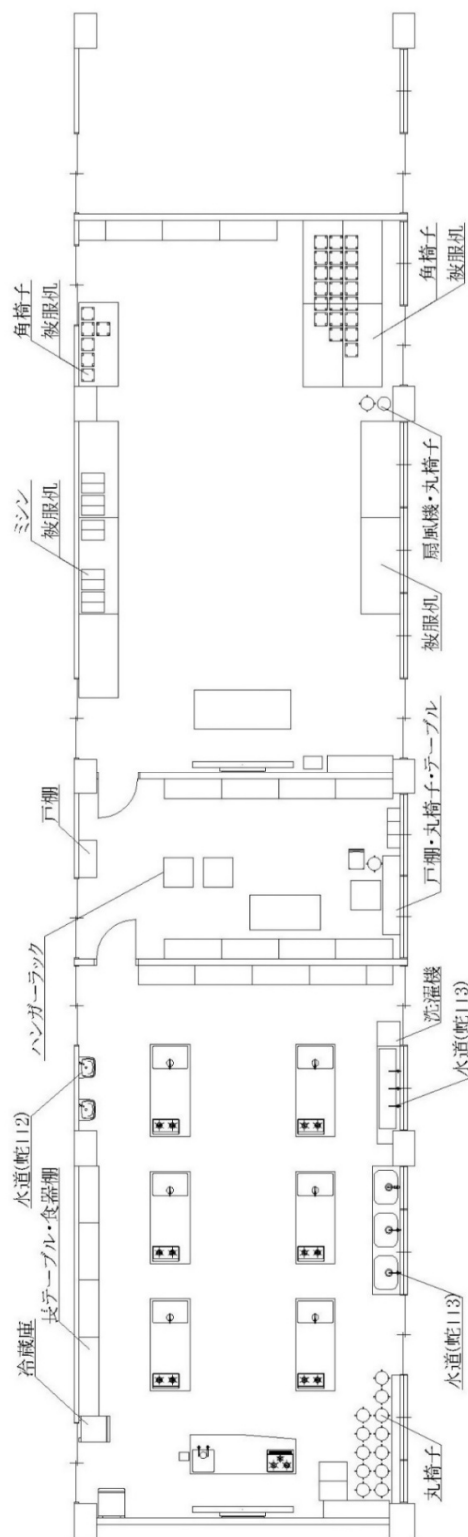 冷蔵庫
長テーブル・食器棚
水道(蛇口2)
ハンガーラック
戸棚
ミシン
被服机
角椅子
被服机
丸椅子
水道(蛇口3)
水道(蛇口3)
洗濯機
戸棚・丸椅子・テーブル
被服机
扇風機・丸椅子
角椅子
被服机